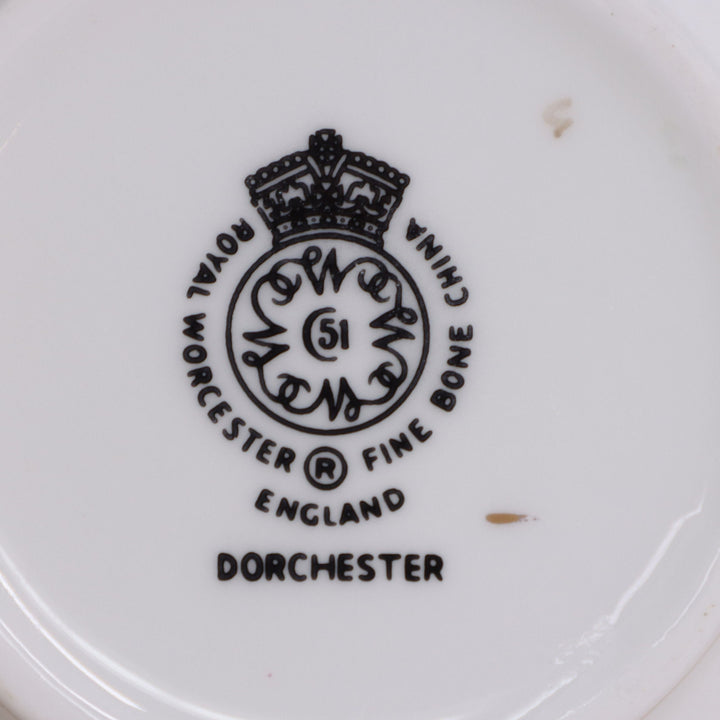 ROYAL WORCESTER ® FINE BONE CHINA
51
ENGLAND
DORCHESTER